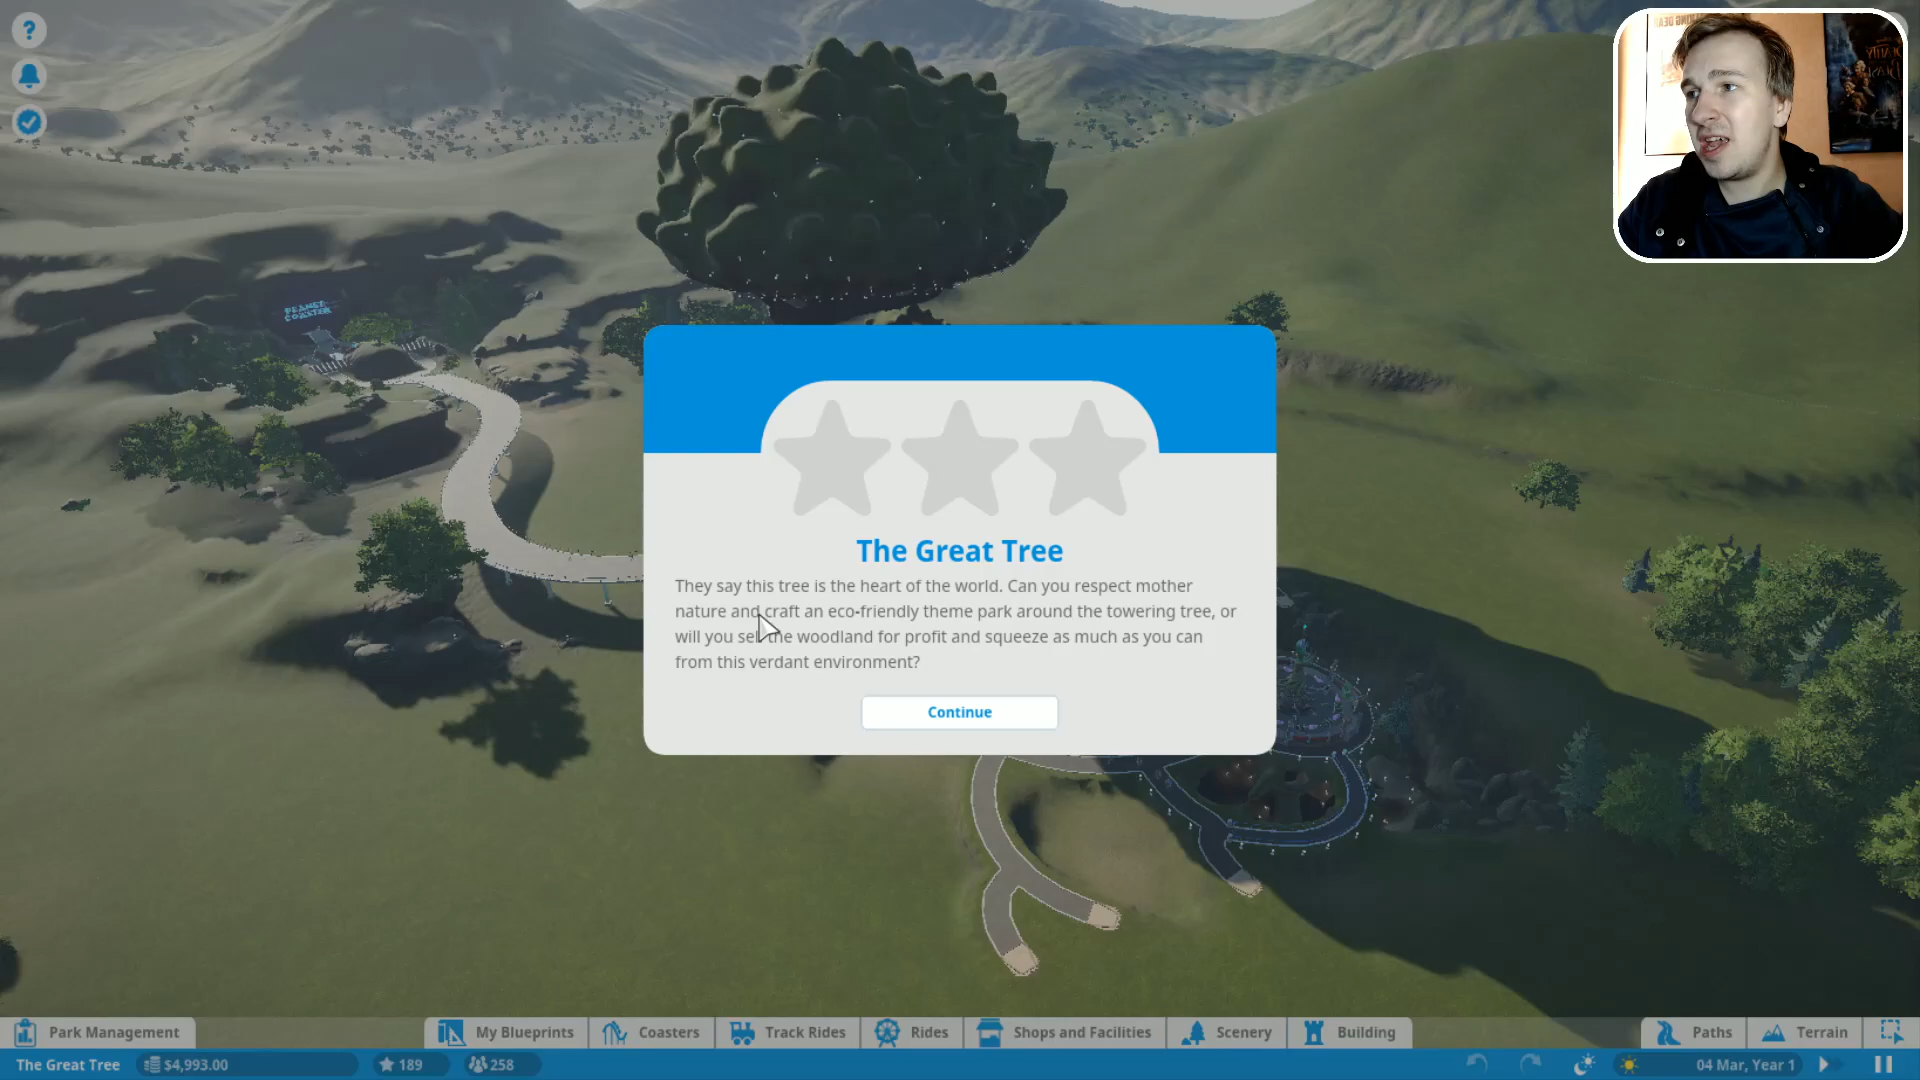 PLANET
COASTER
The Great Tree
They say this tree is the heart of the world. Can you respect mother
nature and craft an eco-friendly theme park around the towering tree, or
will you sell the woodland for profit and squeeze as much as you can
from this verdant environment?
Continue
Park Management
My Blueprints
Coasters
Track Rides
Rides
Shops and Facilities
Scenery
Building
Paths
Terrain
The Great Tree
$4,993.00
189
258
04 Mar, Year 1